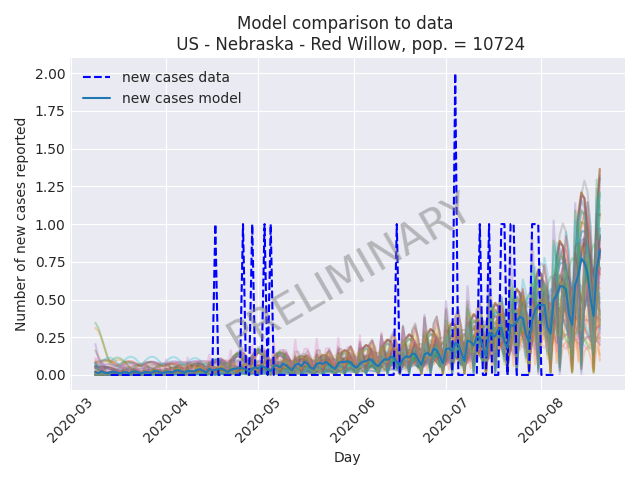 Model comparison to data
US - Nebraska - Red Willow, pop. = 10724
new cases data
new cases model
2.00
1.75
1.50
1.25
1.00
0.75
0.50
0.25
0.00
Number of new cases reported
PRELIMINARY
2020-03
2020-04
2020-05
2020-06
2020-07
2020-08
Day